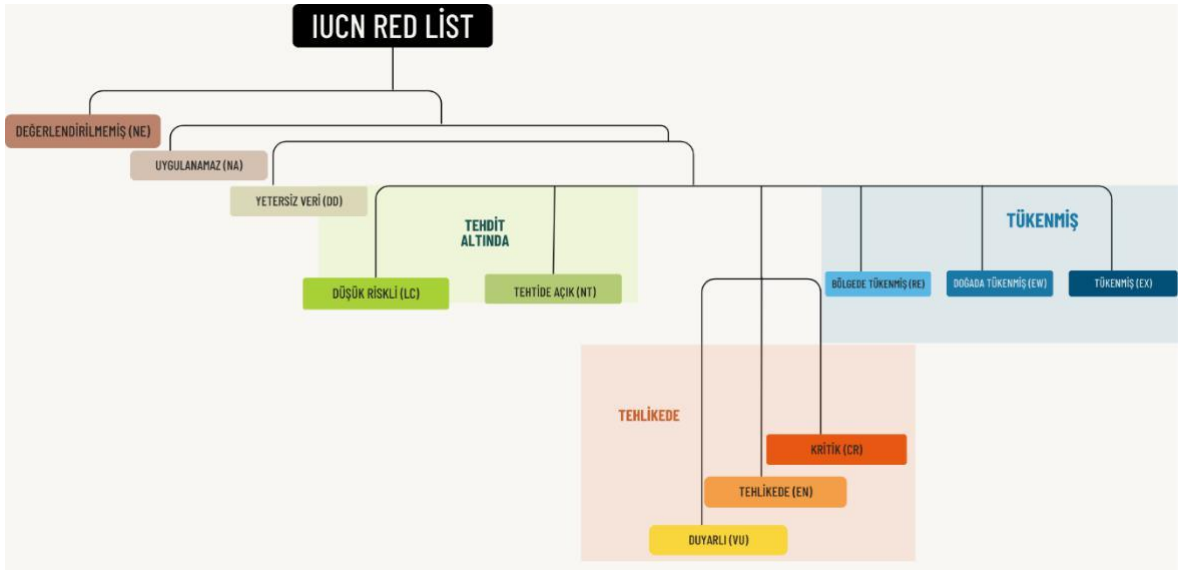 IUCN RED LİST
DEĞERLENDİRİLMEMİŞ (NE)
UYGULANAMAZ (NA)
YETERSİZ VERİ (DD)
TEHDİT
ALTINDA
TÜKENMİŞ
DÜŞÜK RİSKLİ (LC)
TEHTİDE AÇIK (NT)
BÖLGEDE TÜKENMİŞ (RE)
DOĞADA TÜKENMİŞ (EW)
TÜKENMİŞ (EX)
TEHLİKEDE
KRİTİK (CR)
TEHLİKEDE (EN)
DUYARLI (VU)